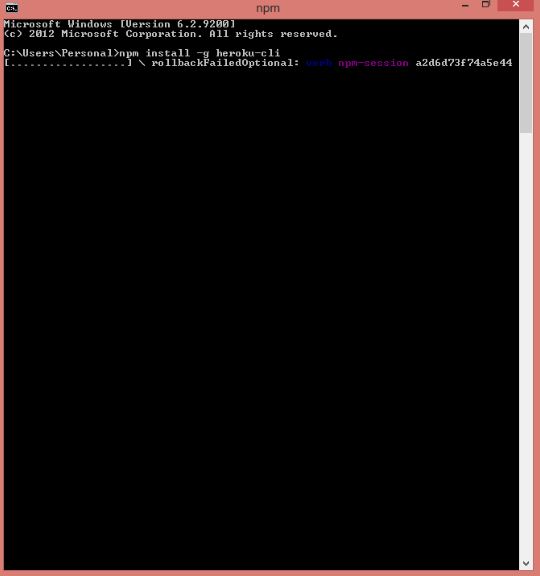 npm
Microsoft Windows [Version 6.2.9200]
(c) 2012 Microsoft Corporation. All rights reserved.
C:\Users\Personal>npm install -g heroku-cli
[..................] \ rollbackFailedOptional: verb npm-session a2d6d73f74a5e44